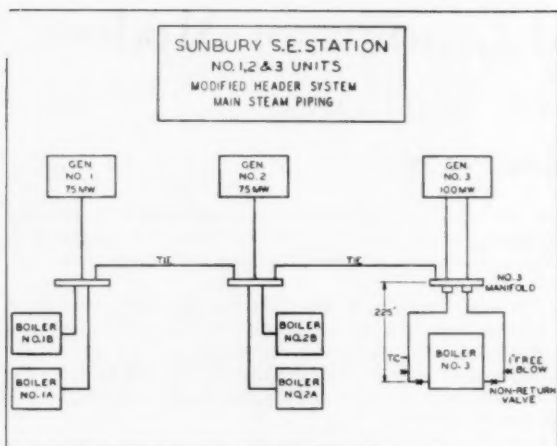 SUNBURY S.E. STATION
NO. 1, 2 & 3 UNITS
MODIFIED HEADER SYSTEM
MAIN STEAM PIPING
GEN.
NO. 1
75 MW
GEN.
NO. 2
75 MW
GEN.
NO. 3
100 MW
TIE
TIE
NO. 3
MANIFOLD
BOILER
NO. 1B
BOILER
NO. 1A
BOILER
NO. 2B
BOILER
NO. 2A
225'
TC
BOILER
NO. 3
1" FREE
BLOW
NON-RETURN
VALVE